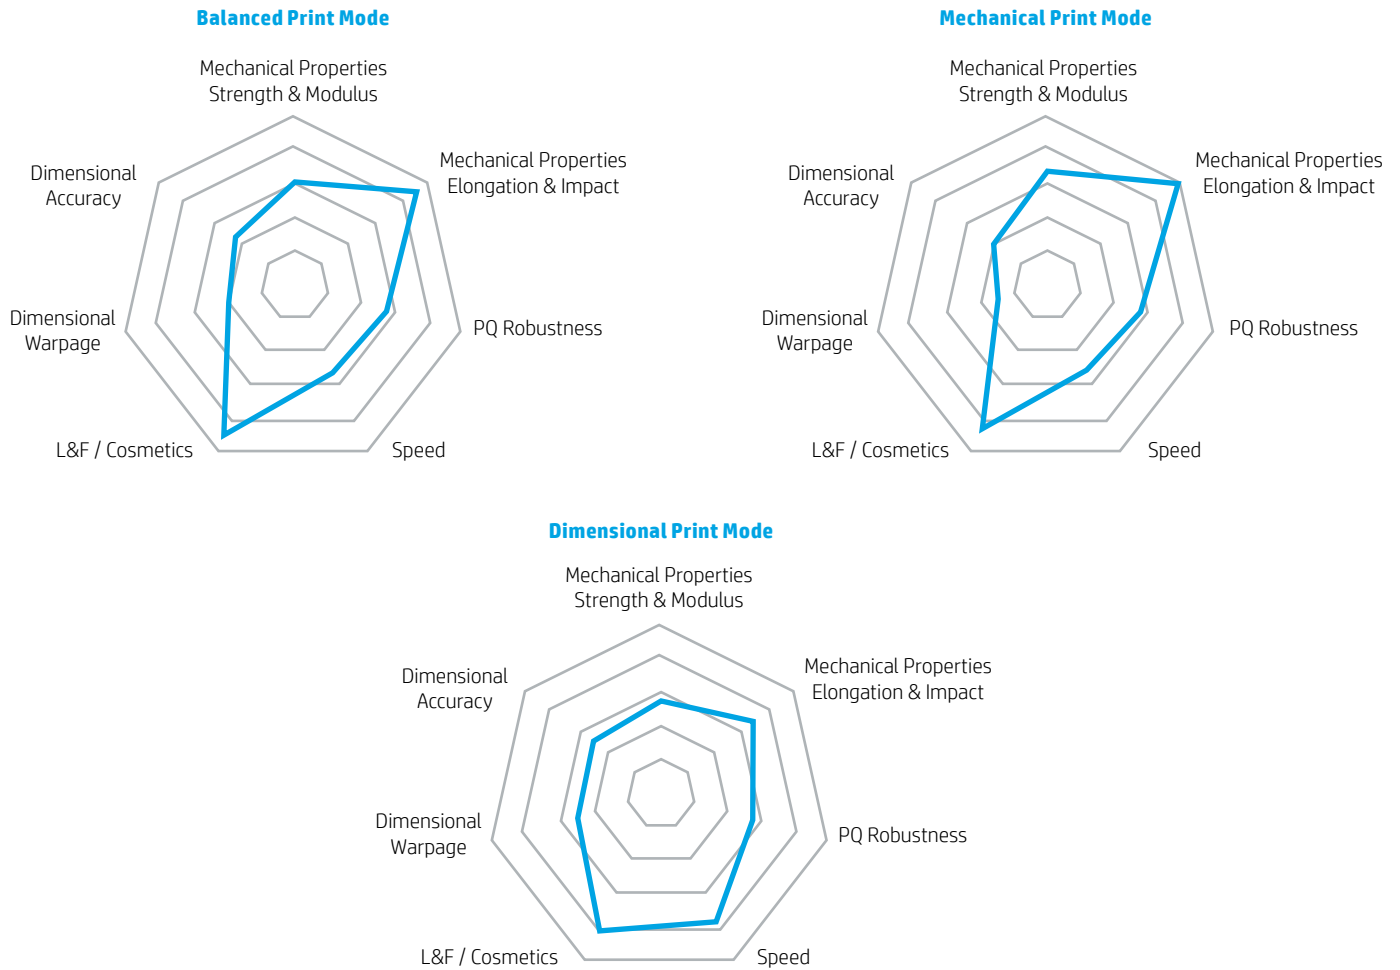 Balanced Print Mode
Mechanical Properties
Strength & Modulus
Mechanical Properties
Elongation & Impact
Dimensional
Accuracy
Dimensional
Warpage
PQ Robustness
L&F / Cosmetics
Speed
Mechanical Print Mode
Mechanical Properties
Strength & Modulus
Mechanical Properties
Elongation & Impact
Dimensional
Accuracy
Dimensional
Warpage
PQ Robustness
L&F / Cosmetics
Speed
Dimensional Print Mode
Mechanical Properties
Strength & Modulus
Mechanical Properties
Elongation & Impact
Dimensional
Accuracy
Dimensional
Warpage
PQ Robustness
L&F / Cosmetics
Speed